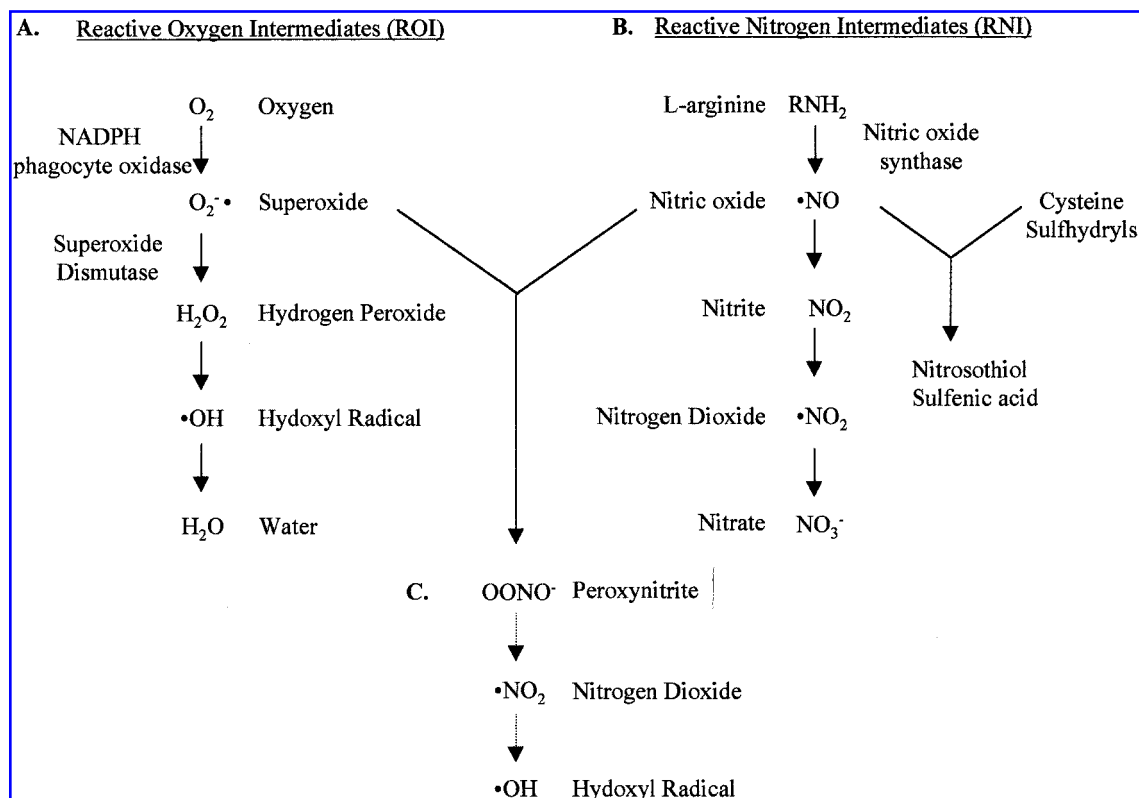 A. Reactive Oxygen Intermediates (ROI)
O₂ Oxygen
NADPH
phagocyte oxidase
O₂⁻• Superoxide
Superoxide
Dismutase
H₂O₂ Hydrogen Peroxide
•OH Hydoxyl Radical
H₂O Water
B. Reactive Nitrogen Intermediates (RNI)
L-arginine RNH₂
Nitric oxide
synthase
Nitric oxide •NO
Cysteine
Sulfhydryls
Nitrite NO₂
Nitrosothiol
Sulfenic acid
Nitrogen Dioxide •NO₂
Nitrate NO₃⁻
C. OONO⁻ Peroxynitrite
•NO₂ Nitrogen Dioxide
•OH Hydoxyl Radical